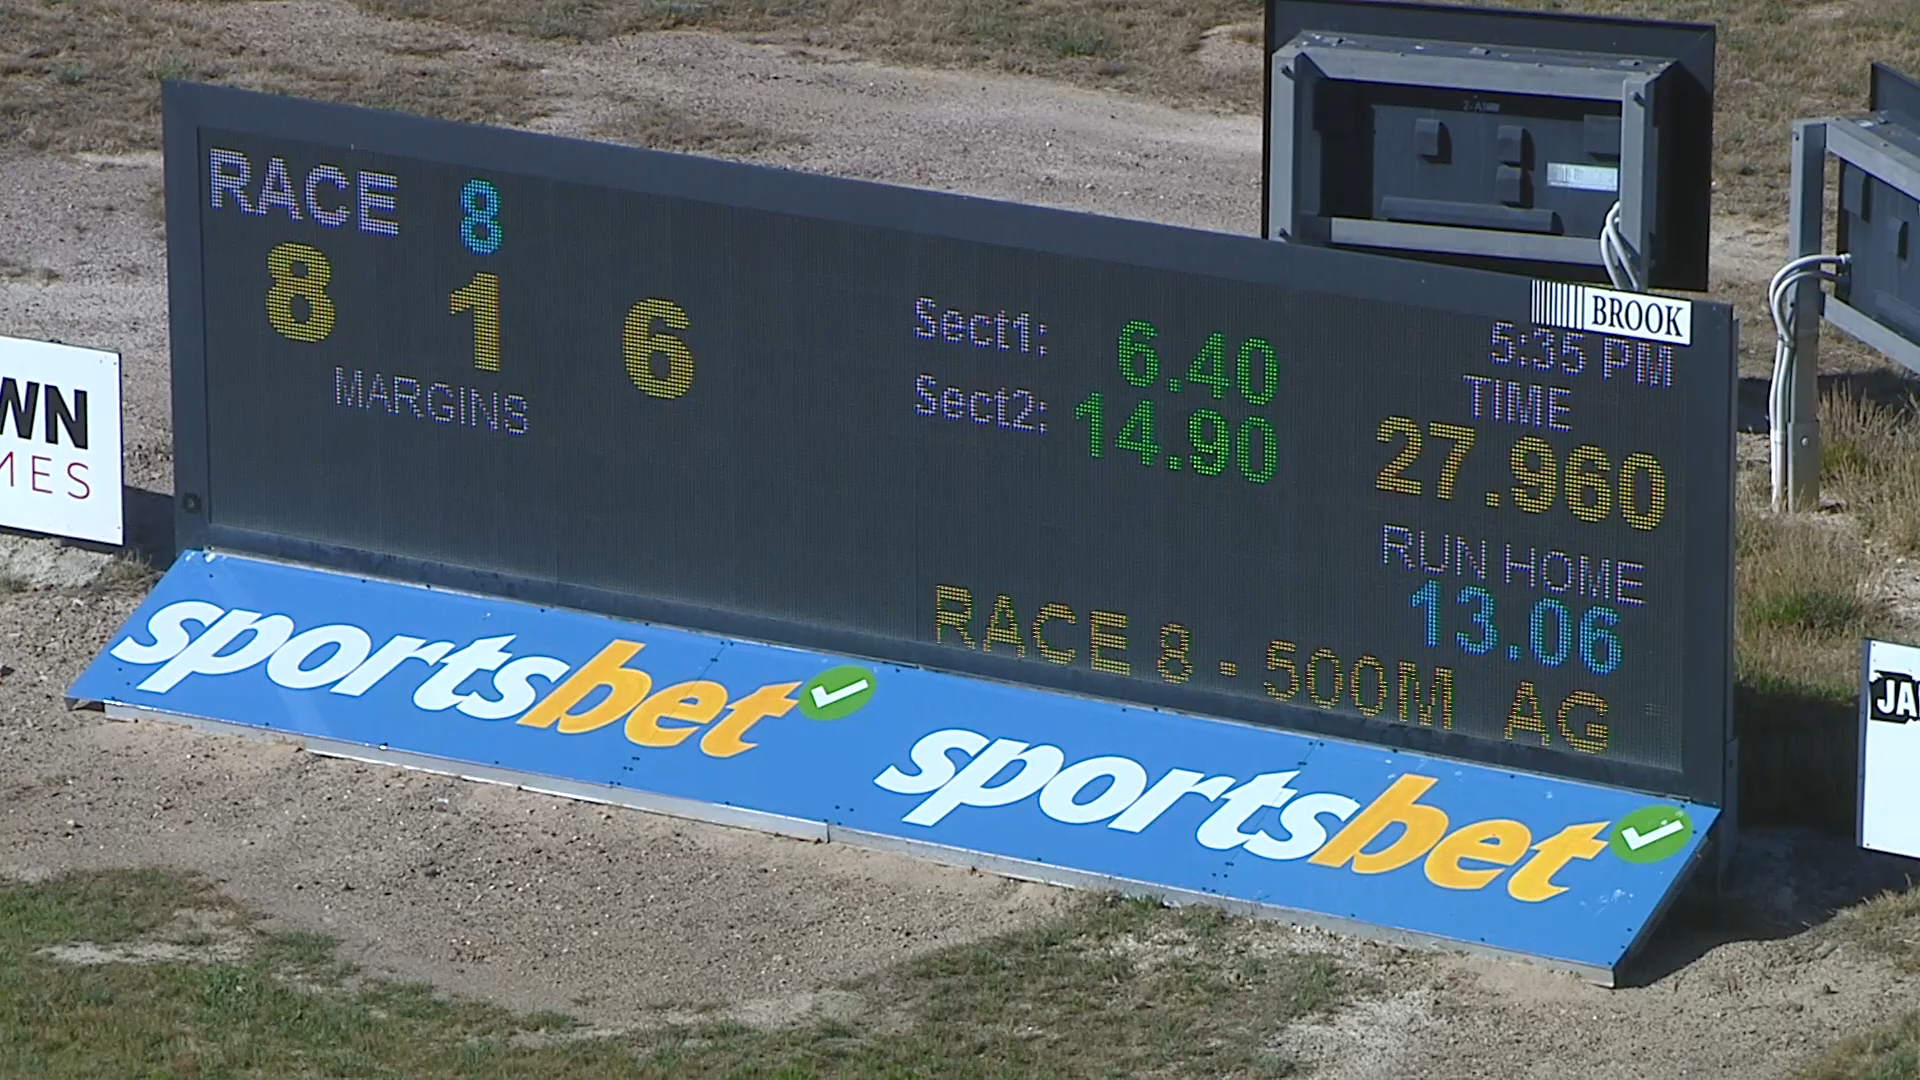 RACE 8
8 1 6
MARGINS
Sect1: 6.40
Sect2: 14.90
BROOK
5:35 PM
TIME
27.960
RUN HOME
13.06
RACE 8 - 500M AG
sportsbet
sportsbet
WN
MES
JA